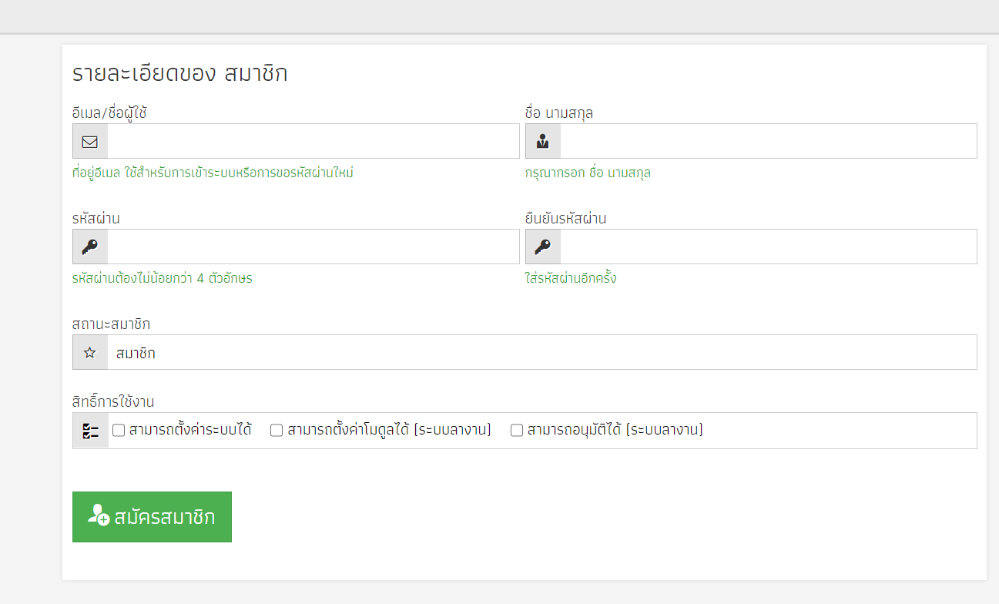 รายละเอียดของ สมาชิก
อีเมล/ชื่อผู้ใช้
ชื่อ นามสกุล
ที่อยู่อีเมล ใช้สำหรับการเข้าระบบหรือการขอรหัสผ่านใหม่
กรุณากรอก ชื่อ นามสกุล
รหัสผ่าน
ยืนยันรหัสผ่าน
รหัสผ่านต้องไม่น้อยกว่า 4 ตัวอักษร
ใส่รหัสผ่านอีกครั้ง
สถานะสมาชิก
สมาชิก
สิทธิ์การใช้งาน
สามารถตั้งค่าระบบได้ สามารถตั้งค่าโมดูลได้ (ระบบลางาน) สามารถอนุมัติได้ (ระบบลางาน)
สมัครสมาชิก